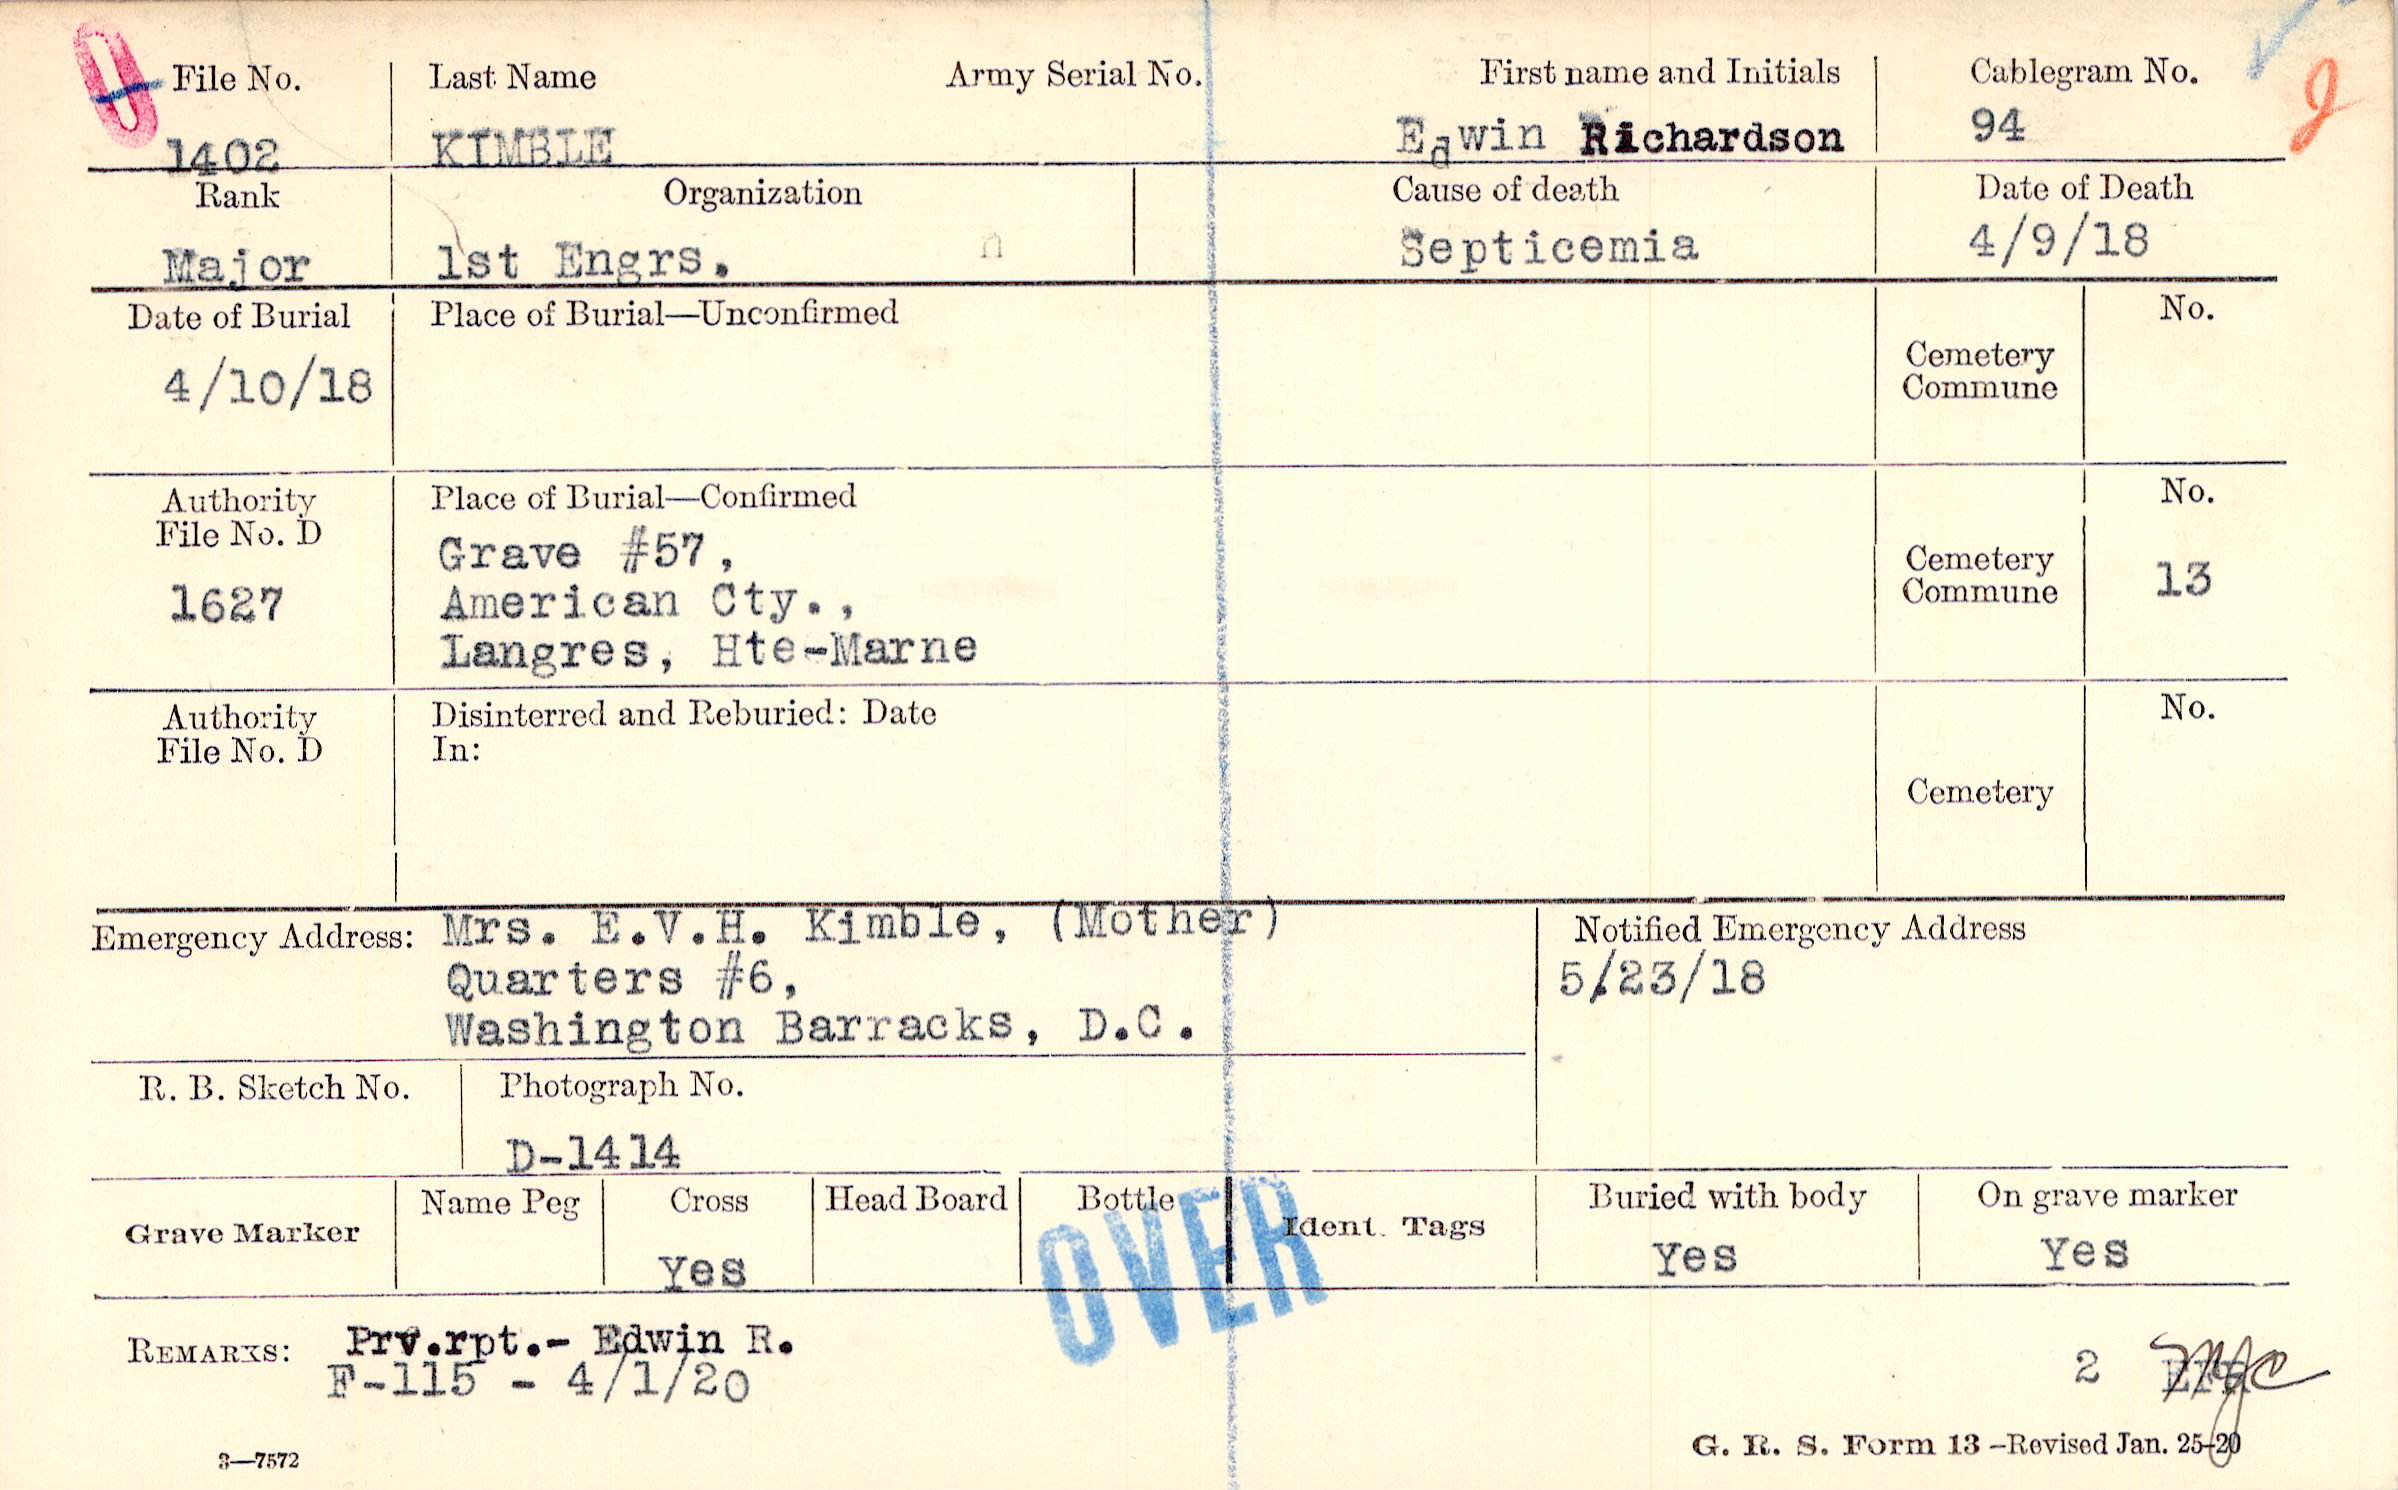 File No. Last Name Army Serial No. First name and Initials Cablegram No.
1402 KIMBLE Edwin Richardson 94
Rank Organization Cause of death Date of Death
Major 1st Engrs. Septicemia 4/9/18
Date of Burial Place of Burial—Unconfirmed No.
4/10/18 Cemetery
Commune
Authority Place of Burial—Confirmed No.
File No. D Grave #57,
1627 American Cty., Cemetery 13
Langres, Hte-Marne Commune
Authority Disinterred and Reburied: Date No.
File No. D In:
Cemetery
Emergency Address: Mrs. E.V.H. Kimble, (Mother) Notified Emergency Address
Quarters #6, 5/23/18
Washington Barracks, D.C.
R. B. Sketch No. Photograph No.
D-1414
Grave Marker Name Peg Cross Head Board Bottle Ident. Tags Buried with body On grave marker
Yes Yes Yes
OVER
REMARKS: Prv.rpt.- Edwin R.
F-115 - 4/1/20 2
3—7572 G. R. S. Form 13—Revised Jan. 25-20